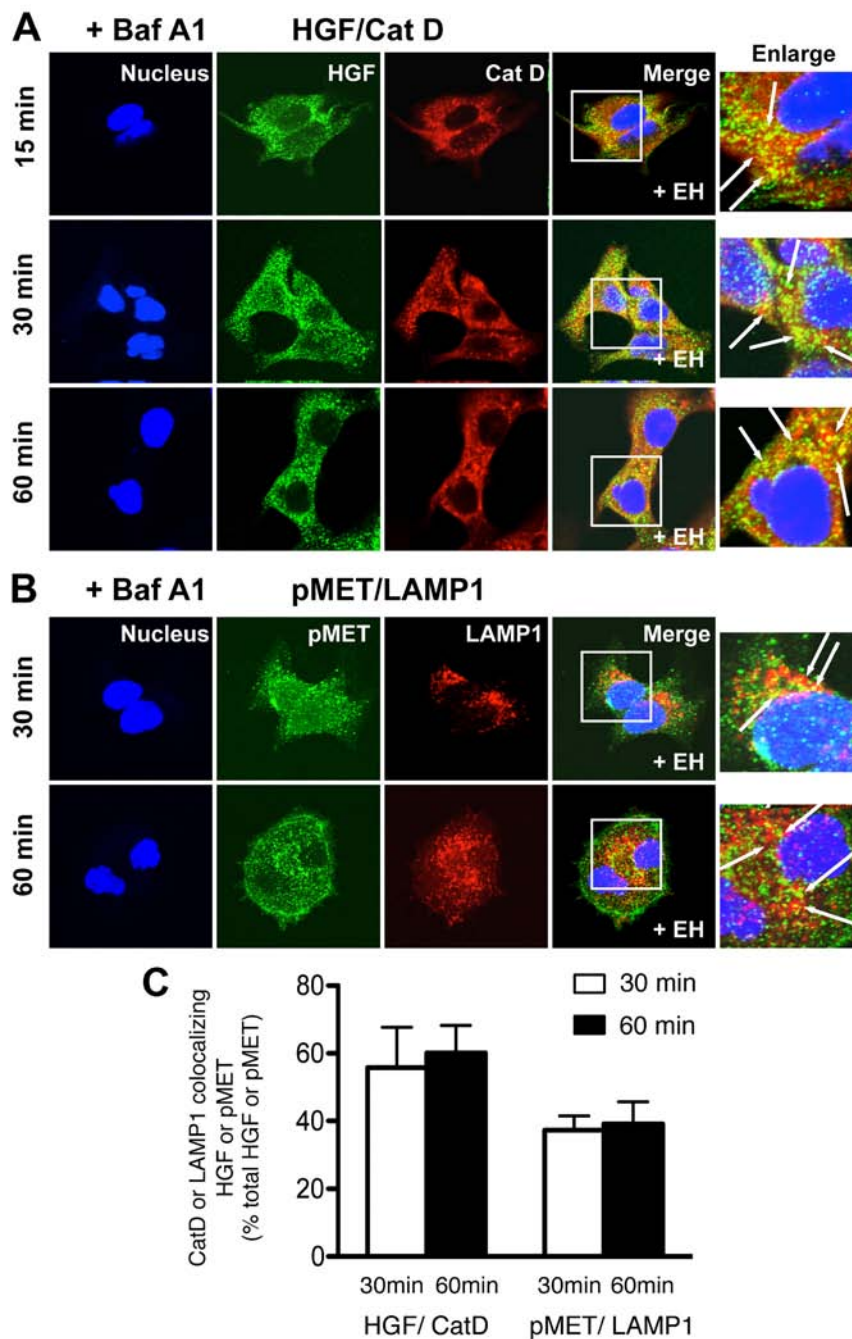 A + Baf A1 HGF/Cat D
Enlarge
Nucleus HGF Cat D Merge
15 min
+ EH
30 min
+ EH
60 min
+ EH
B + Baf A1 pMET/LAMP1
Nucleus pMET LAMP1 Merge
30 min
+ EH
60 min
+ EH
C
CatD or LAMP1 colocalizing
HGF or pMET
(% total HGF or pMET)
80
60
40
20
0
30 min
60 min
30min 60min 30min 60min
HGF/ CatD pMET/ LAMP1